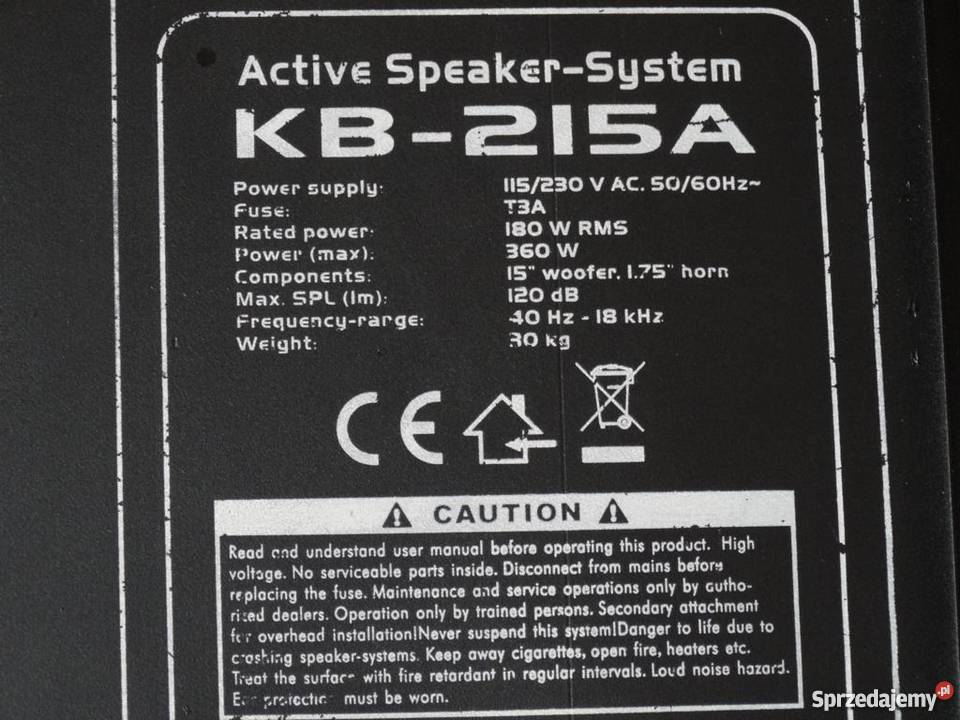 Active Speaker-System
KB-215A
Power supply: 115/230 V AC, 50/60Hz~
Fuse: T3A
Rated power: 180 W RMS
Power (max): 360 W
Components: 15" woofer, 1.75" horn
Max. SPL (1m): 120 dB
Frequency-range: 40 Hz - 18 kHz
Weight: 30 kg
CE
CAUTION
Read and understand user manual before operating this product. High
voltage. No serviceable parts inside. Disconnect from mains before
replacing the fuse. Maintenance and service operations only by autho-
rized dealers. Operation only by trained persons. Secondary attachment
for overhead installation!Never suspend this system!Danger to life due to
crashing speaker-systems. Keep away cigarettes, open fire, heaters etc.
Treat the surface with fire retardant in regular intervals. Loud noise hazard.
Ear protection must be worn.
Sprzedajemy.pl